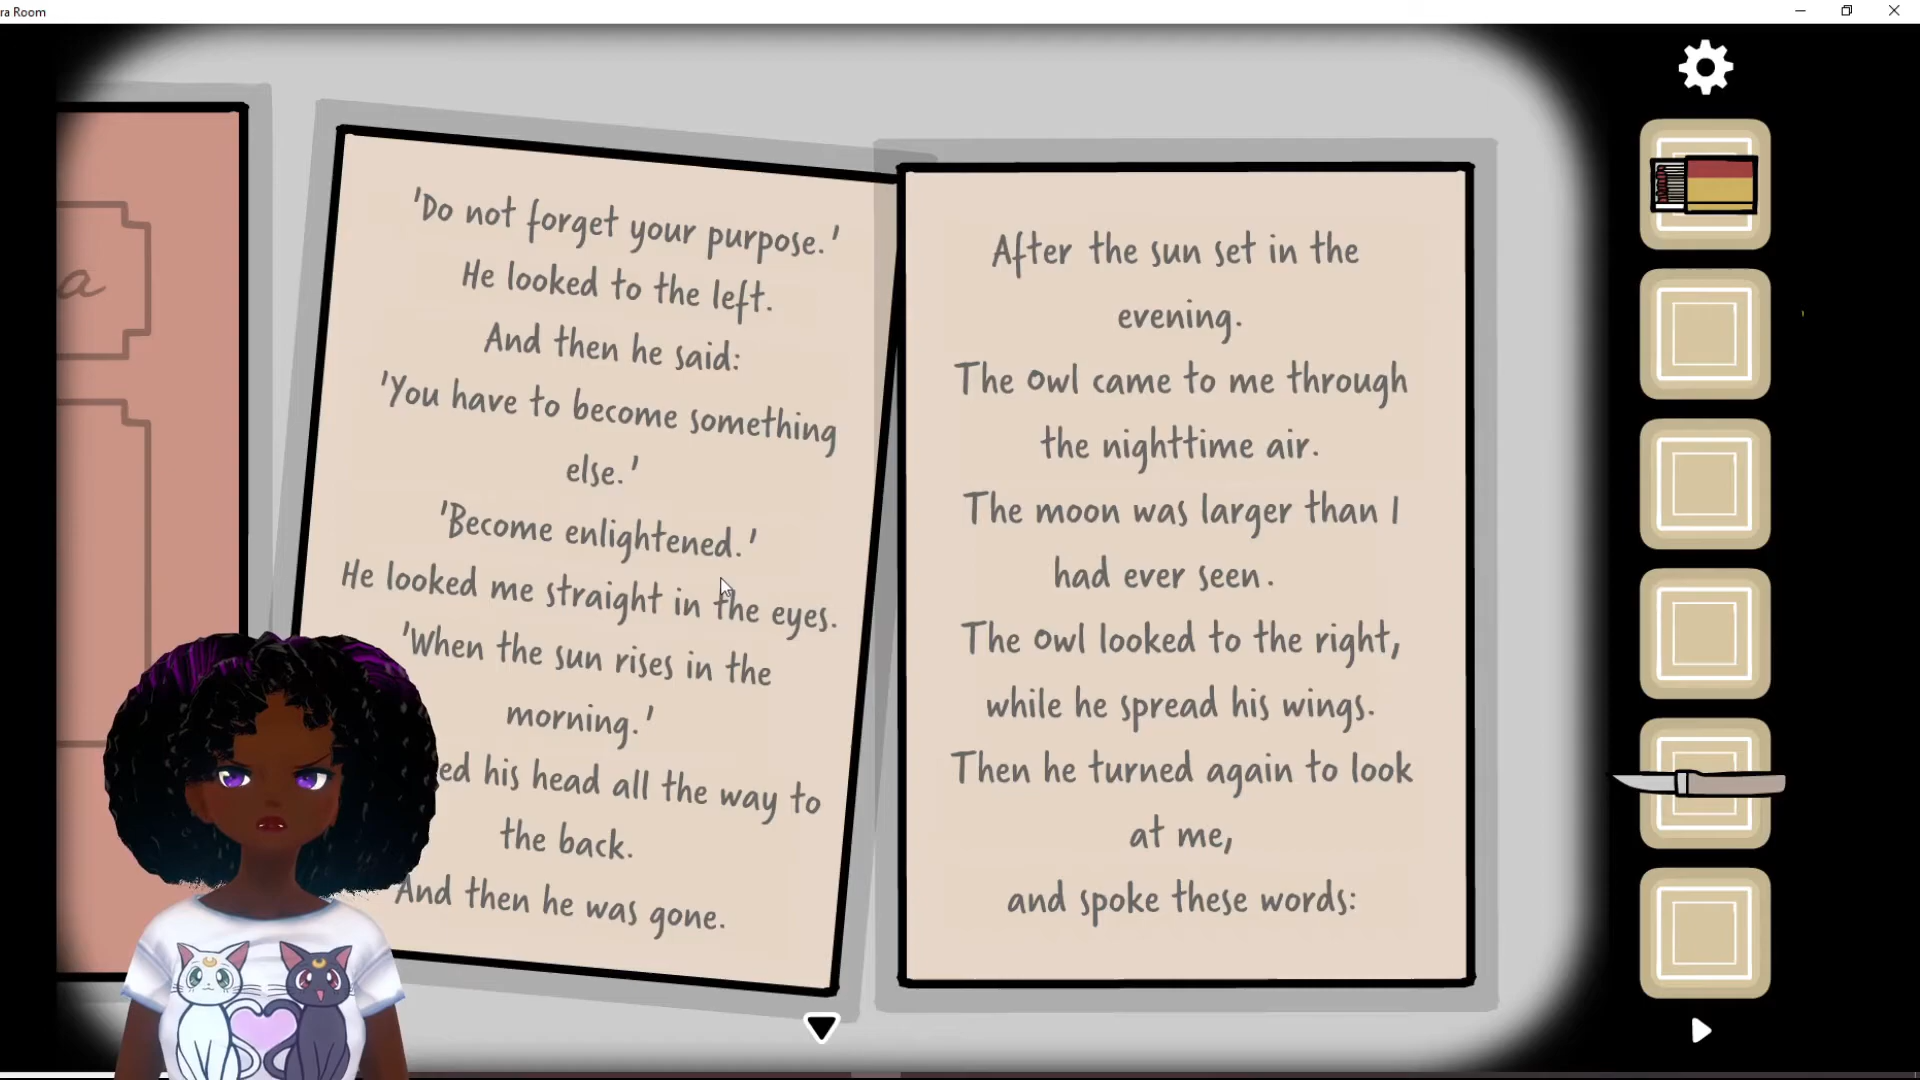 ra Room
a
'Do not forget your purpose.'
He looked to the left.
And then he said:
'You have to become something
else.'
'Become enlightened.'
He looked me straight in the eyes.
'When the sun rises in the
morning.'
his head all the way to
the back.
And then he was gone.
After the sun set in the
evening.
The Owl came to me through
the nighttime air.
The moon was larger than I
had ever seen.
The Owl looked to the right,
while he spread his wings.
Then he turned again to look
at me,
and spoke these words: